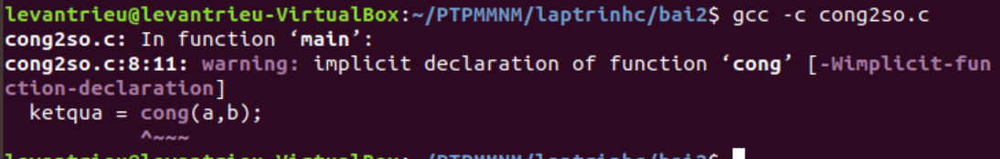 levantrieu@levantrieu-VirtualBox:~/PTPMMNM/laptrinhc/bai2$ gcc -c cong2so.c
cong2so.c: In function ‘main’:
cong2so.c:8:11: warning: implicit declaration of function ‘cong’ [-Wimplicit-fun
ction-declaration]
  ketqua = cong(a,b);
           ^~~~
levantrieu@levantrieu-VirtualBox:~/PTPMMNM/laptrinhc/bai2$